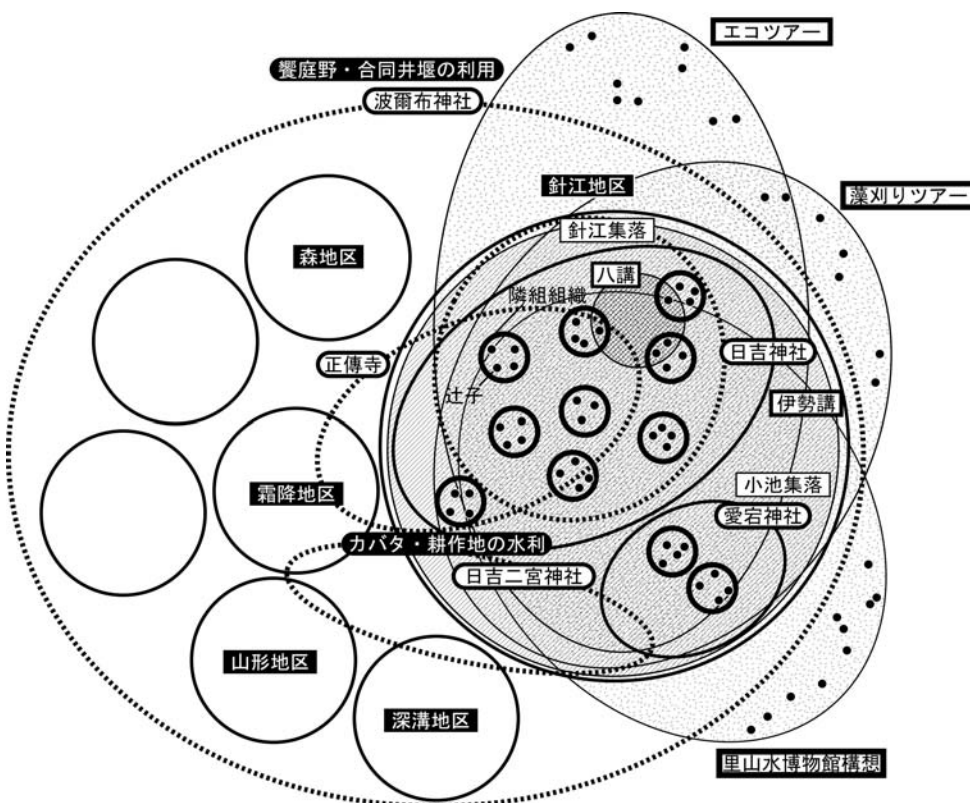 エコツアー
饗庭野・合同井堰の利用
波爾布神社
針江地区
藻刈りツアー
針江集落
森地区
八講
隣組組織
日吉神社
正傳寺
辻子
伊勢講
小池集落
霜降地区
愛宕神社
カバタ・耕作地の水利
日吉二宮神社
山形地区
深溝地区
里山水博物館構想